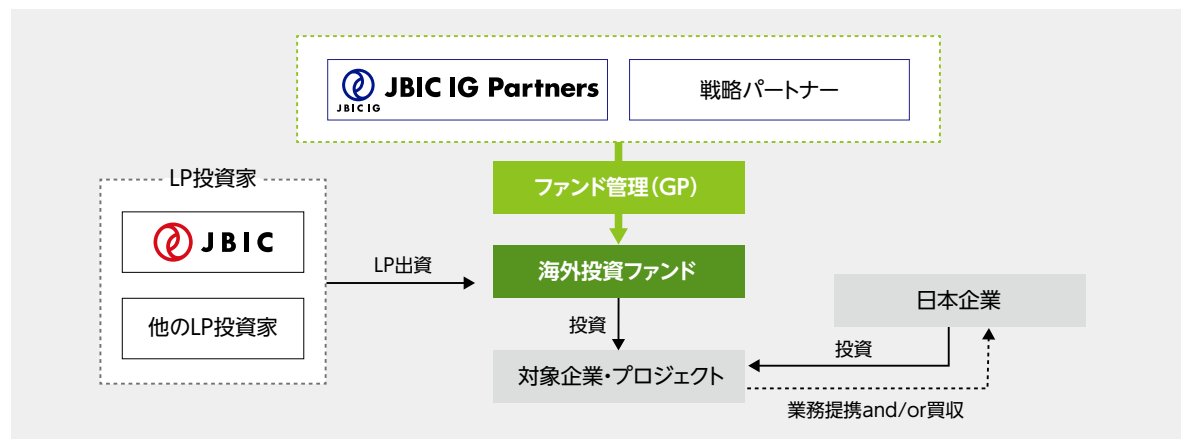 JBIC IG
JBIC IG Partners
戦略パートナー
ファンド管理(GP)
LP投資家
JBIC
他のLP投資家
LP出資
海外投資ファンド
投資
対象企業・プロジェクト
日本企業
投資
業務提携and/or買収